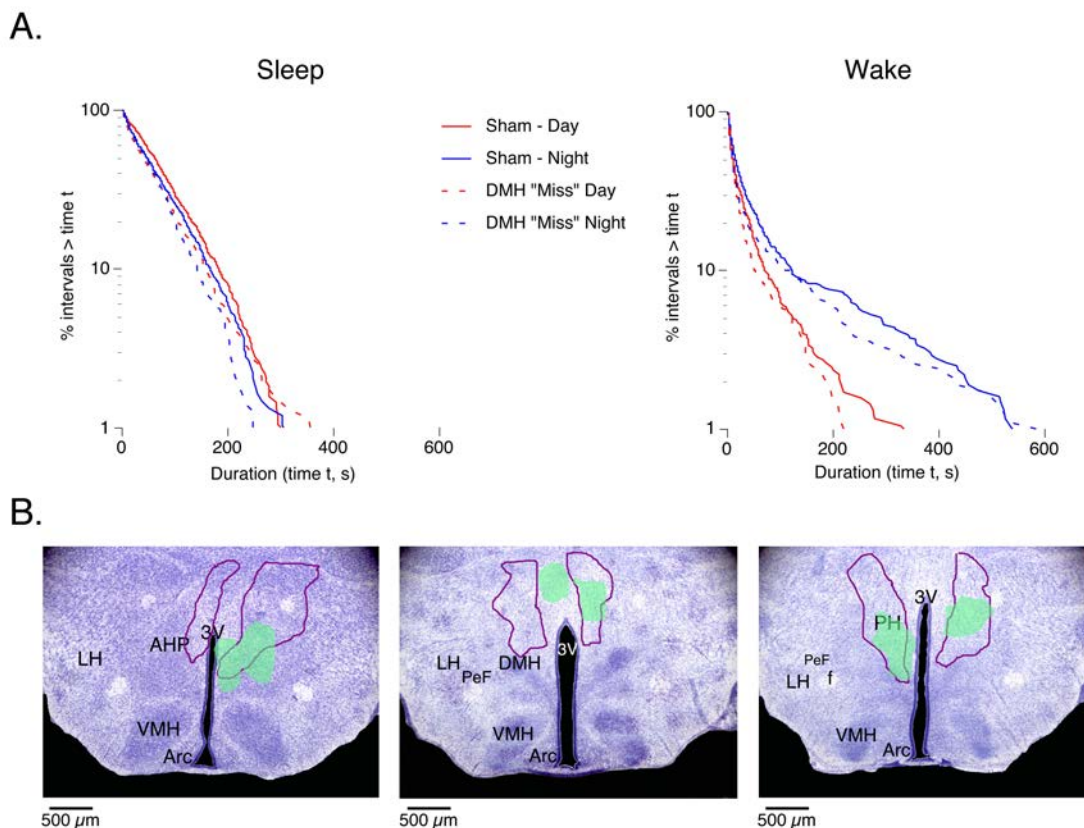 A.
Sleep
Wake
100
10
1
% intervals > time t
0
200
400
600
Duration (time t, s)
Sham - Day
Sham - Night
DMH "Miss" Day
DMH "Miss" Night
100
10
1
% intervals > time t
0
200
400
600
Duration (time t, s)
B.
AHP
3V
LH
VMH
Arc
500 µm
3V
LH
DMH
PeF
VMH
Arc
500 µm
3V
PH
PeF
LH
f
VMH
Arc
500 µm